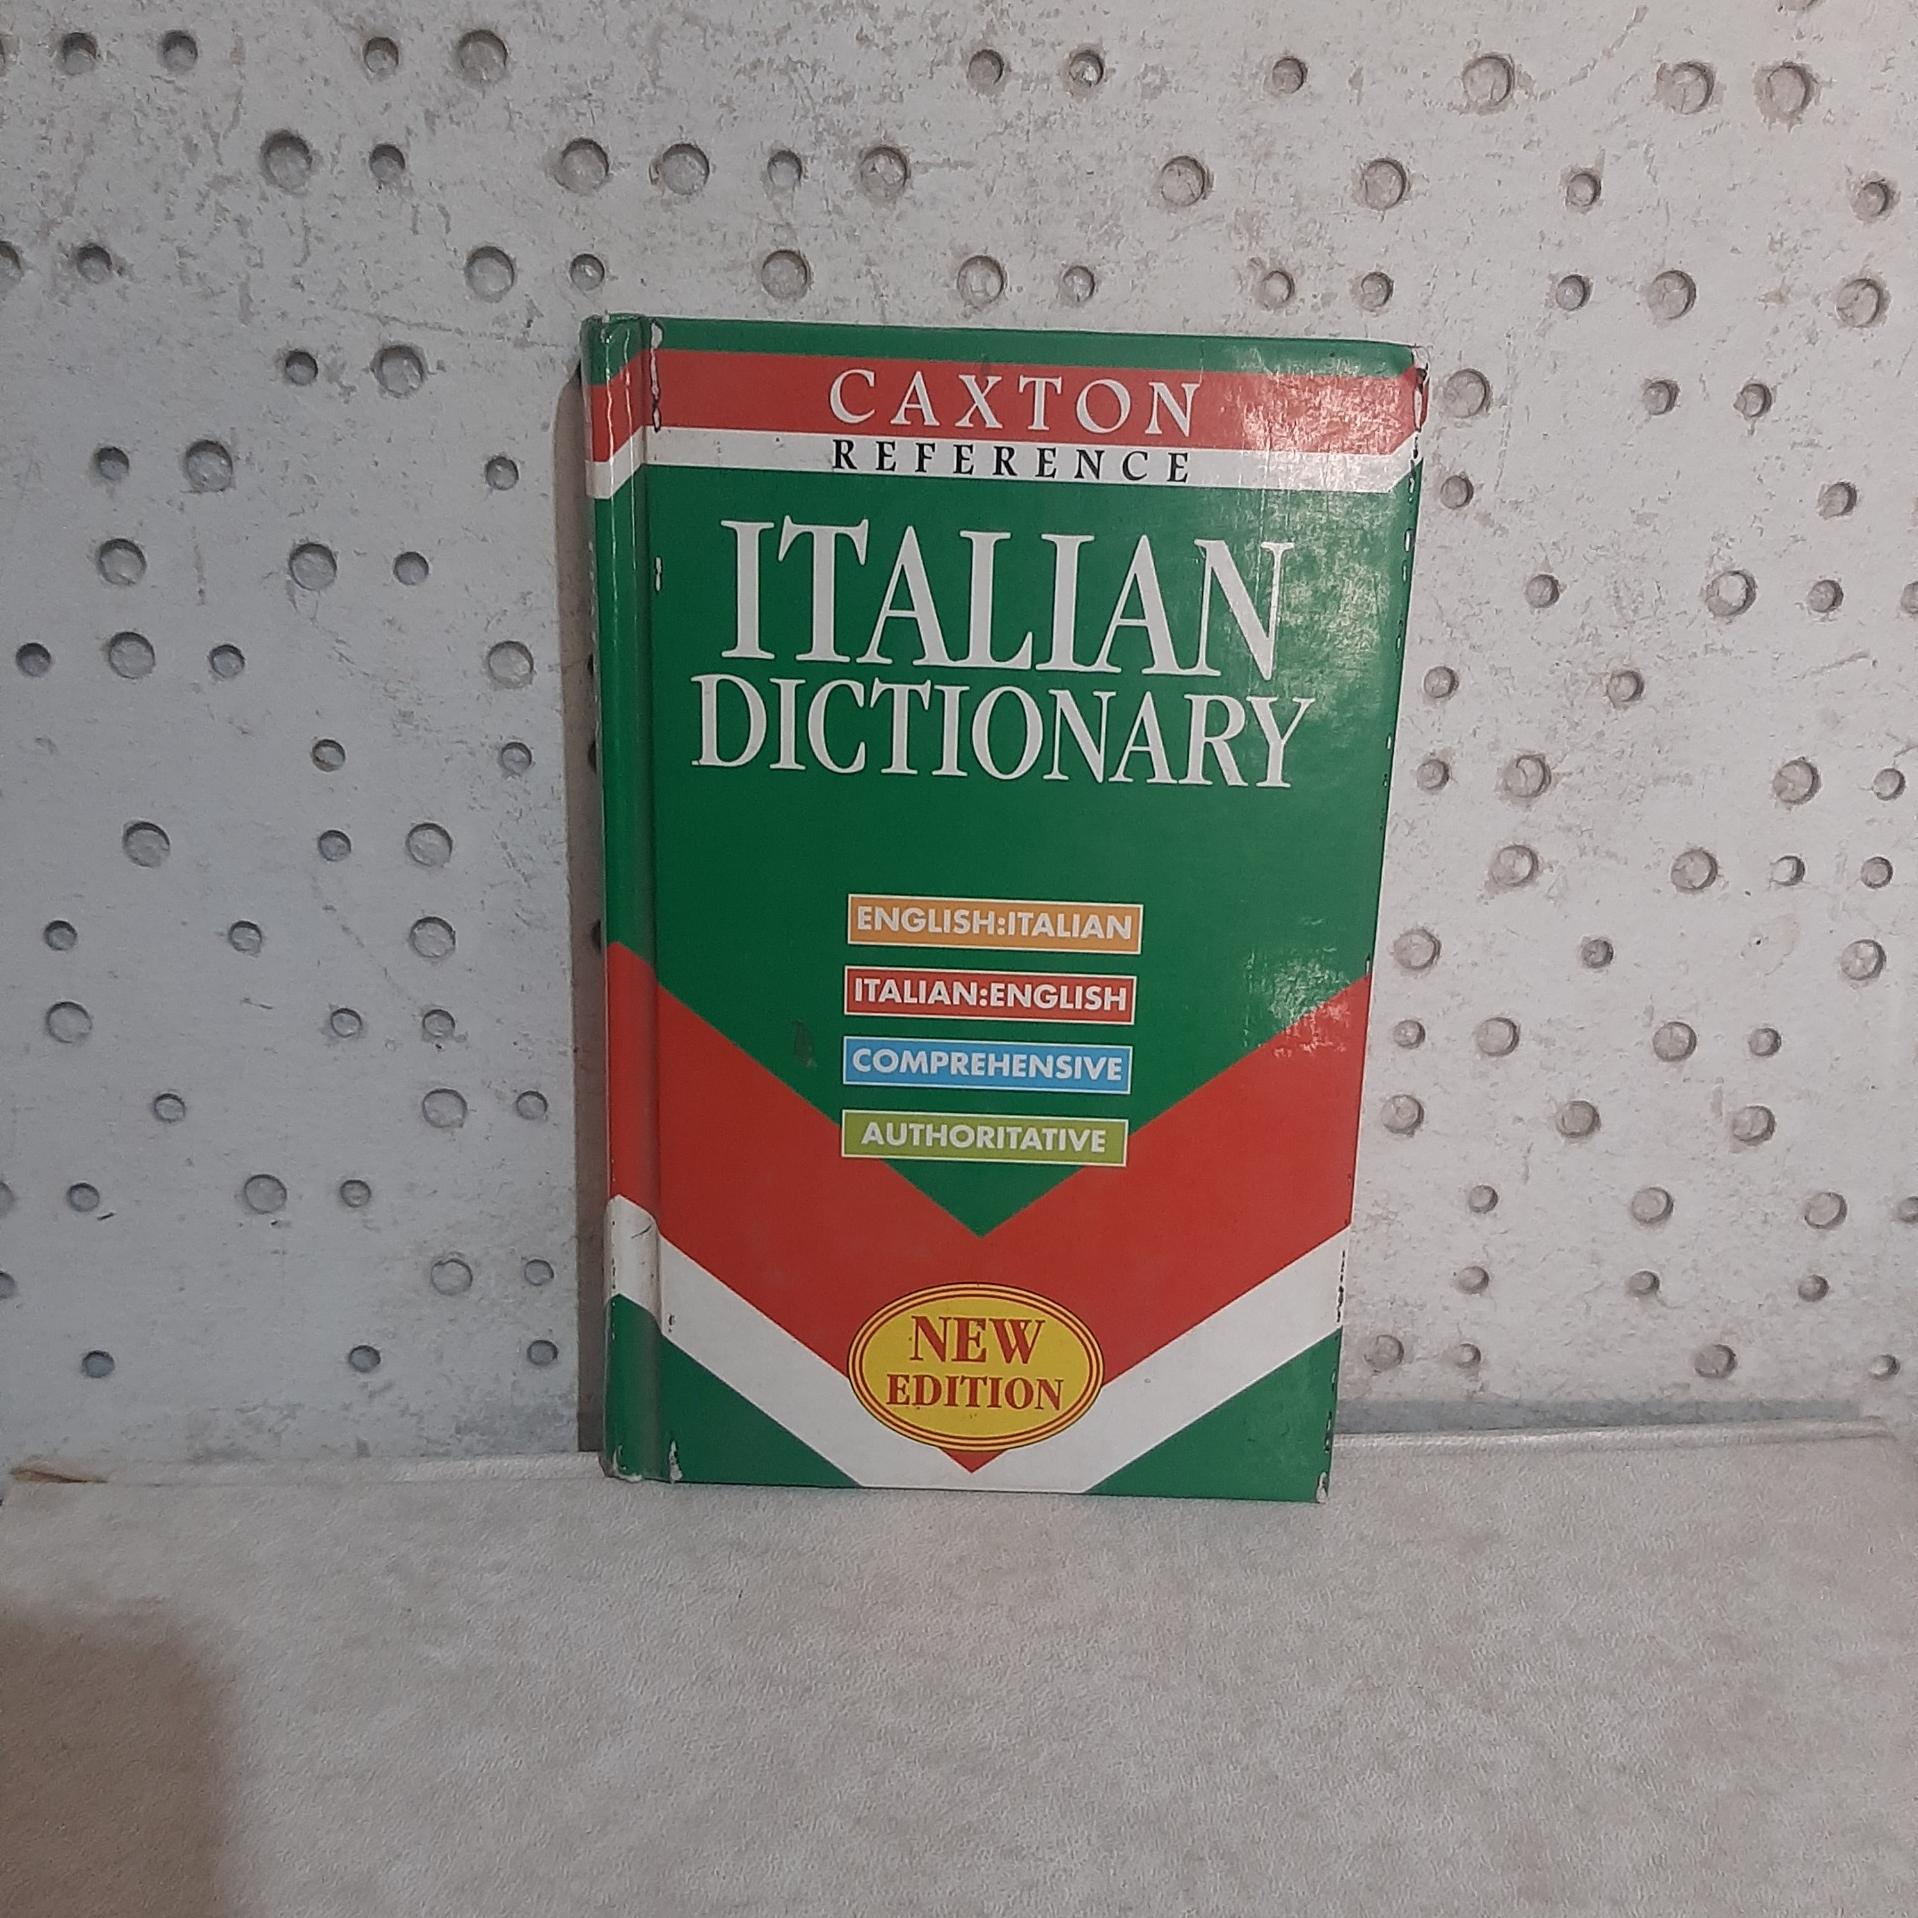 CAXTON
REFERENCE
ITALIAN
DICTIONARY
ENGLISH:ITALIAN
ITALIAN:ENGLISH
COMPREHENSIVE
AUTHORITATIVE
NEW
EDITION